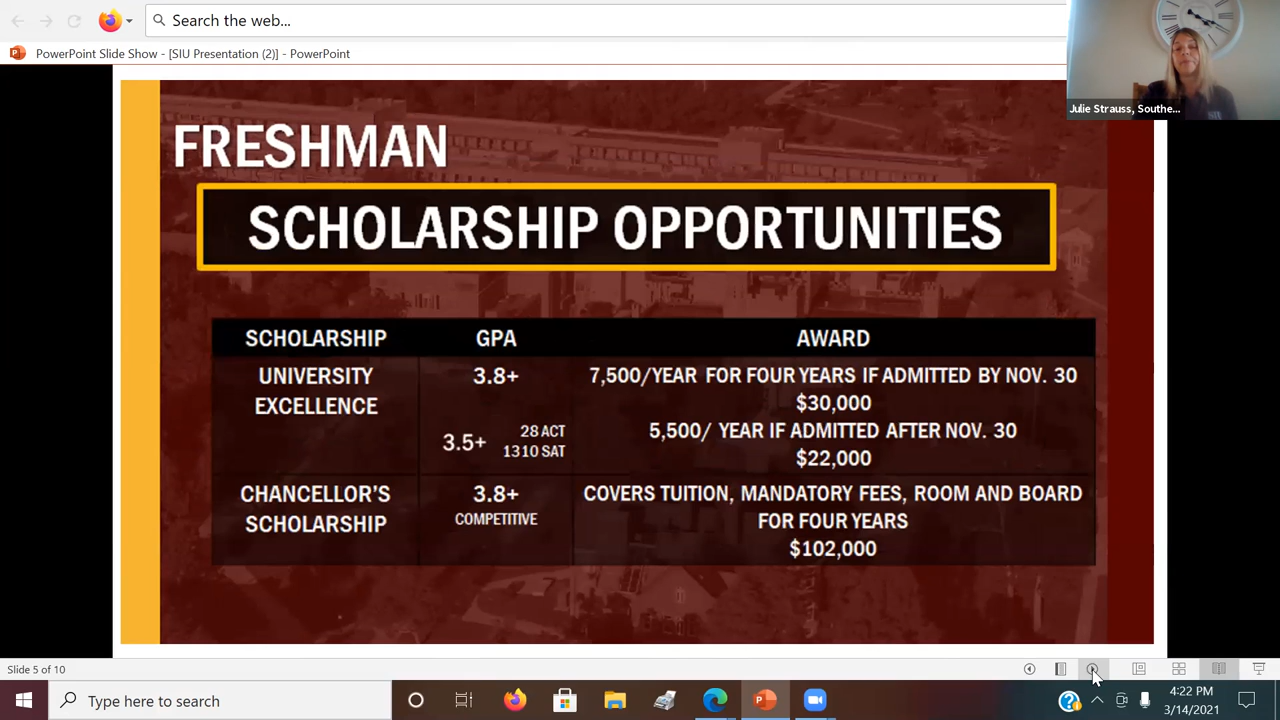 Search the web...
PowerPoint Slide Show - [SIU Presentation (2)] - PowerPoint
Julie Strauss, Southe...
FRESHMAN
SCHOLARSHIP OPPORTUNITIES
SCHOLARSHIP GPA AWARD
UNIVERSITY EXCELLENCE
3.8+
7,500/YEAR FOR FOUR YEARS IF ADMITTED BY NOV. 30
$30,000
3.5+ 28 ACT
1310 SAT
5,500/ YEAR IF ADMITTED AFTER NOV. 30
$22,000
CHANCELLOR'S
SCHOLARSHIP
3.8+
COMPETITIVE
COVERS TUITION, MANDATORY FEES, ROOM AND BOARD
FOR FOUR YEARS
$102,000
Slide 5 of 10
Type here to search
4:22 PM
3/14/2021